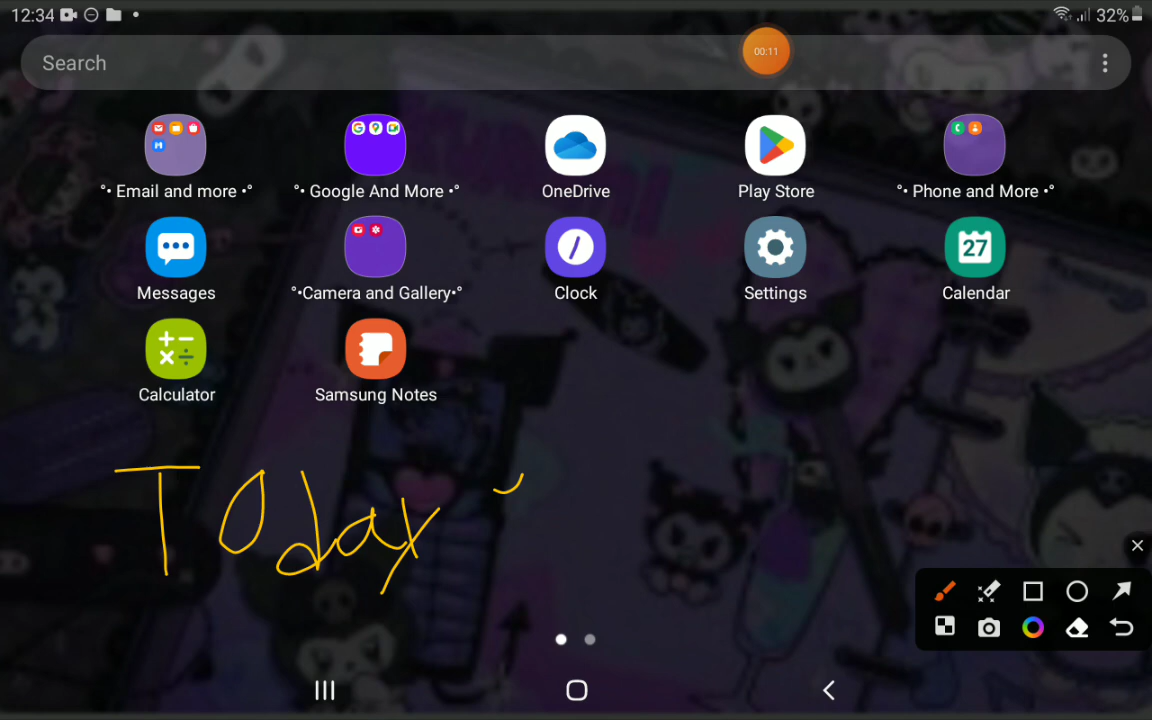 12:34 32%
Search
00:11
°• Email and more •°
°• Google And More •°
OneDrive
Play Store
°• Phone and More •°
Messages
°•Camera and Gallery•°
Clock
Settings
27
Calendar
Calculator
Samsung Notes
TOday